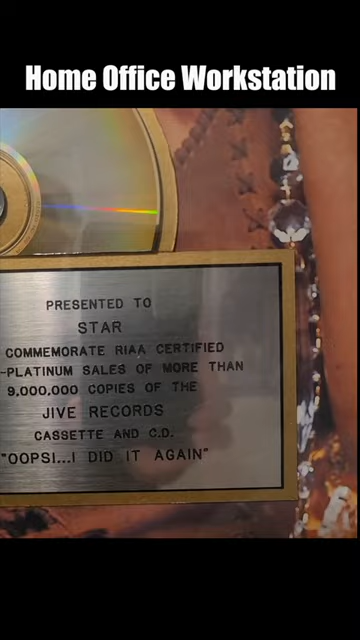 Home Office Workstation
PRESENTED TO
STAR
COMMEMORATE RIAA CERTIFIED
-PLATINUM SALES OF MORE THAN
9,000,000 COPIES OF THE
JIVE RECORDS
CASSETTE AND C.D.
"OOPS!...I DID IT AGAIN"